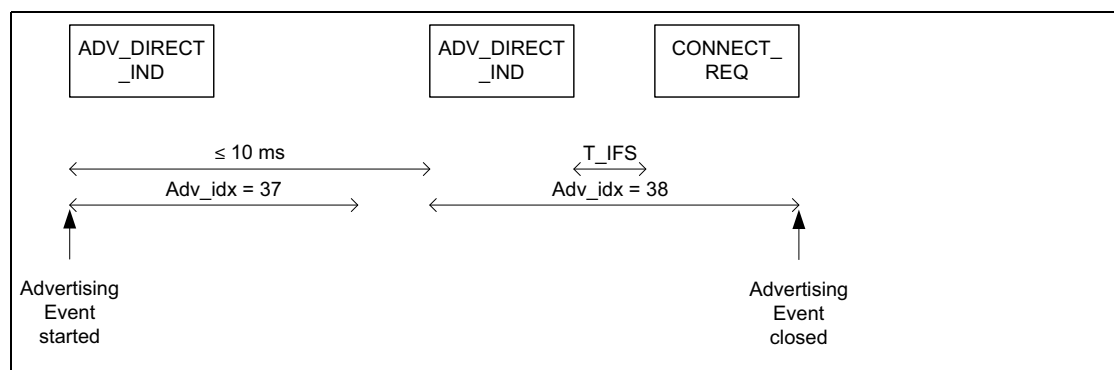 ADV_DIRECT
_IND
ADV_DIRECT
_IND
CONNECT_
REQ
≤ 10 ms
T_IFS
Adv_idx = 37
Adv_idx = 38
Advertising
Event
started
Advertising
Event
closed